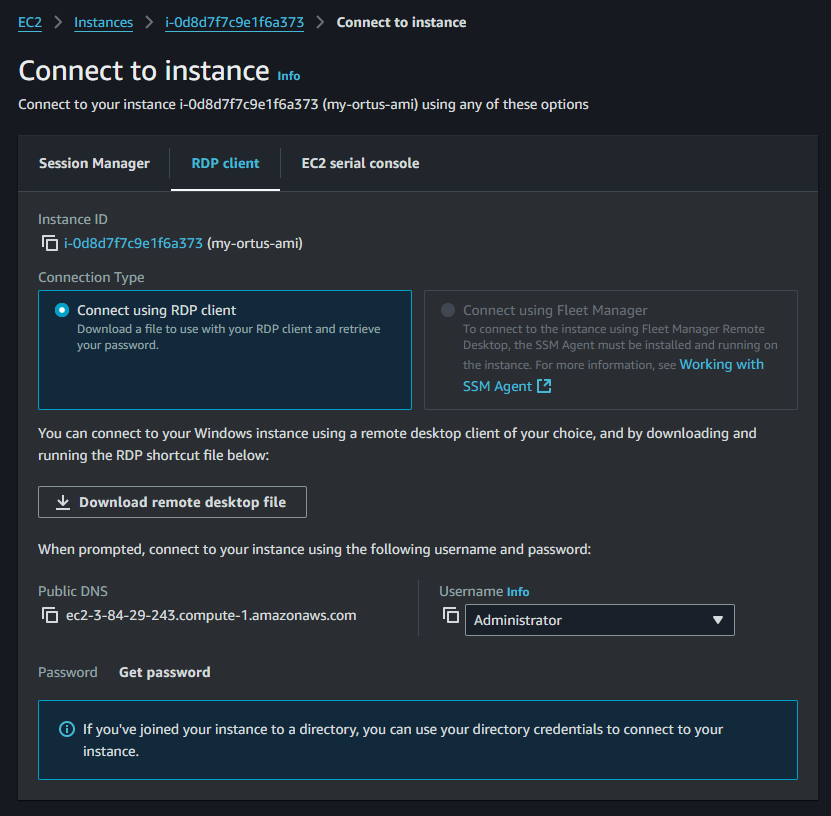 EC2 > Instances > i-0d8d7f7c9e1f6a373 > Connect to instance
Connect to instance Info
Connect to your instance i-0d8d7f7c9e1f6a373 (my-ortus-ami) using any of these options
Session Manager
RDP client
EC2 serial console
Instance ID
i-0d8d7f7c9e1f6a373 (my-ortus-ami)
Connection Type
Connect using RDP client
Download a file to use with your RDP client and retrieve
your password.
Connect using Fleet Manager
To connect to the instance using Fleet Manager Remote
Desktop, the SSM Agent must be installed and running on
the instance. For more information, see Working with
SSM Agent
You can connect to your Windows instance using a remote desktop client of your choice, and by downloading and
running the RDP shortcut file below:
Download remote desktop file
When prompted, connect to your instance using the following username and password:
Public DNS
ec2-3-84-29-243.compute-1.amazonaws.com
Username Info
Administrator
Password Get password
If you've joined your instance to a directory, you can use your directory credentials to connect to your
instance.